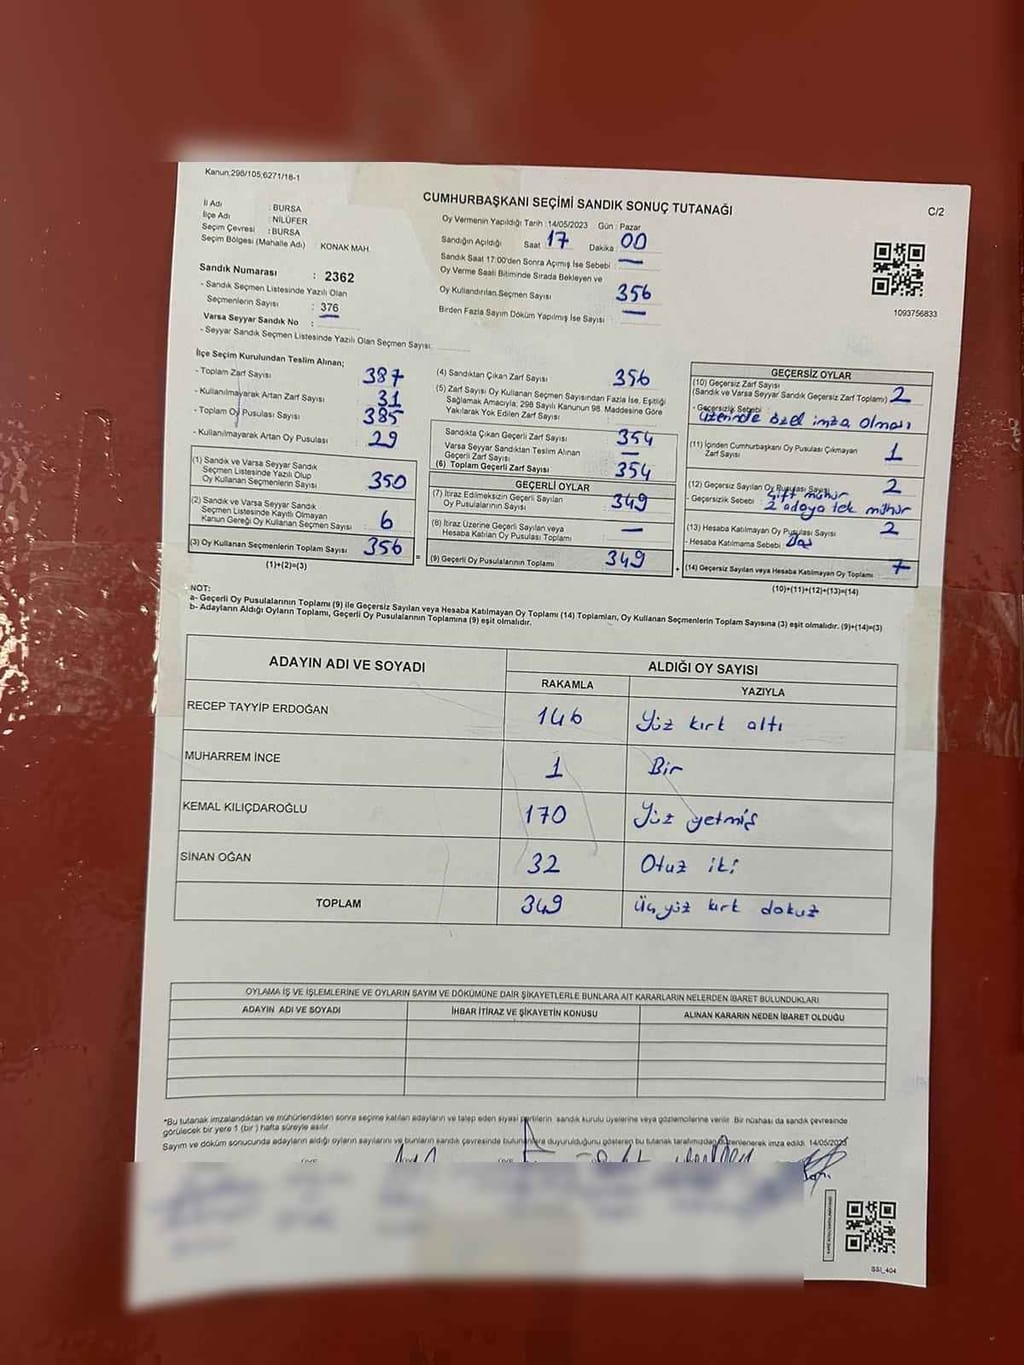 Kanun,298/105,6271/18-1
CUMHURBAŞKANI SEÇİMİ SANDIK SONUÇ TUTANAĞI
C/2
İl Adı : BURSA
İlçe Adı : NİLÜFER
Seçim Çevresi : BURSA
Seçim Bölgesi (Mahalle Adı) : KONAK MAH.
Oy Vermenin Yapıldığı Tarih :14/05/2023 Gün : Pazar
Sandığın Açıldığı Saat 17 Dakika 00
Sandık Saat 17:00'den Sonra Açmış İse Sebebi : —
Oy Verme Saati Bitiminde Sırada Bekleyen ve
Oy Kullandırılan Seçmen Sayısı 356
Birden Fazla Sayım Döküm Yapılmış İse Sayısı : —
1093756833
Sandık Numarası : 2362
- Sandık Seçmen Listesinde Yazılı Olan
Seçmenlerin Sayısı : 376
Varsa Seyyar Sandık No :
- Seyyar Sandık Seçmen Listesinde Yazılı Olan Seçmen Sayısı:
İlçe Seçim Kurulundan Teslim Alınan;
- Toplam Zarf Sayısı 387
- Kullanılmayarak Artan Zarf Sayısı 31
- Toplam Oy Pusulası Sayısı 385
- Kullanılmayarak Artan Oy Pusulası 29
(1) Sandık ve Varsa Seyyar Sandık
Seçmen Listesinde Yazılı Olup
Oy Kullanan Seçmenlerin Sayısı 350
(2) Sandık ve Varsa Seyyar Sandık
Seçmen Listesinde Kayıtlı Olmayan
Kanun Gereği Oy Kullanan Seçmen Sayısı 6
(3) Oy Kullanan Seçmenlerin Toplam Sayısı 356
(1)+(2)=(3)
(4) Sandıktan Çıkan Zarf Sayısı 356
(5) Zarf Sayısı Oy Kullanan Seçmen Sayısından Fazla İse, Eşitliği
Sağlamak Amacıyla; 298 Sayılı Kanunun 98. Maddesine Göre
Yakılarak Yok Edilen Zarf Sayısı :
Sandıkta Çıkan Geçerli Zarf Sayısı 354
Varsa Seyyar Sandıktan Teslim Alınan
Geçerli Zarf Sayısı —
(6) Toplam Geçerli Zarf Sayısı 354
GEÇERLİ OYLAR
(7) İtiraz Edilmeksizin Geçerli Sayılan
Oy Pusulalarının Sayısı 349
(8) İtiraz Üzerine Geçerli Sayılan veya
Hesaba Katılan Oy Pusulası Toplamı —
= (9) Geçerli Oy Pusulalarının Toplamı 349
GEÇERSİZ OYLAR
(10) Geçersiz Zarf Sayısı
(Sandık ve Varsa Seyyar Sandık Geçersiz Zarf Toplamı) 2
- Geçersizlik Sebebi
üzerinde özel imza olması
(11) İçinden Cumhurbaşkanı Oy Pusulası Çıkmayan
Zarf Sayısı 1
(12) Geçersiz Sayılan Oy Pusulası Sayısı 2
- Geçersizlik Sebebi : Çift mühür
2 adaya tek mühür
(13) Hesaba Katılmayan Oy Pusulası Sayısı 2
- Hesaba Katılmama Sebebi :
+ (14) Geçersiz Sayılan veya Hesaba Katılmayan Oy Toplamı 7
(10)+(11)+(12)+(13)=(14)
NOT:
a- Geçerli Oy Pusulalarının Toplamı (9) ile Geçersiz Sayılan veya Hesaba Katılmayan Oy Toplamı (14) Toplamları, Oy Kullanan Seçmenlerin Toplam Sayısına (3) eşit olmalıdır. (9)+(14)=(3)
b- Adayların Aldığı Oyların Toplamı, Geçerli Oy Pusulalarının Toplamına (9) eşit olmalıdır.
ADAYIN ADI VE SOYADI ALDIĞI OY SAYISI
RAKAMLA YAZIYLA
RECEP TAYYİP ERDOĞAN 146 Yüz kırk altı
MUHARREM İNCE 1 Bir
KEMAL KILIÇDAROĞLU 170 Yüz yetmiş
SİNAN OĞAN 32 Otuz iki
TOPLAM 349 Üçyüz kırk dokuz
OYLAMA İŞ VE İŞLEMLERİNE VE OYLARIN SAYIM VE DÖKÜMÜNE DAİR ŞİKAYETLERLE BUNLARA AİT KARARLARIN NELERDEN İBARET BULUNDUKLARI
ADAYIN ADI VE SOYADI İHBAR İTİRAZ VE ŞİKAYETİN KONUSU ALINAN KARARIN NEDEN İBARET OLDUĞU
*Bu tutanak imzalandıktan ve mühürlendikten sonra seçime katılan adayların ve talep eden siyasi partilerin sandık kurulu üyelerine veya gözlemcilerine verilir. Bir nüshası da sandık çevresinde
görülecek bir yere 1 (bir) hafta süreyle asılır.
Sayım ve döküm sonucunda adayların aldığı oyların sayılarını ve bunların sandık çevresinde bulunanlara duyurulduğunu gösteren bu tutanak tarafımızdan düzenlenerek imza edildi. 14/05/2023
SSI_404